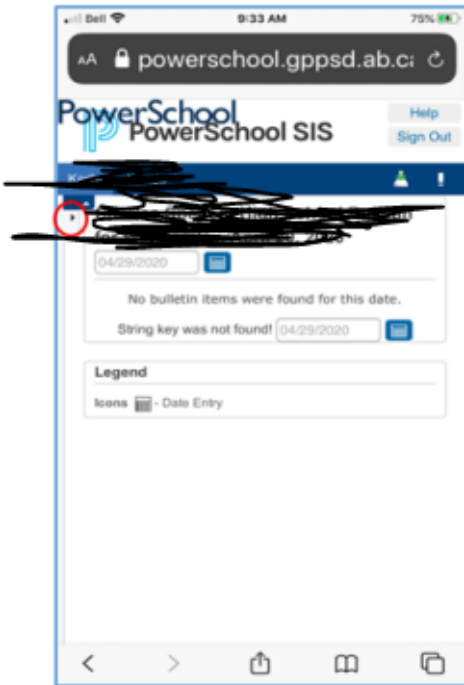 Bell 9:33 AM 75%
AA powerschool.gppsd.ab.ca
PowerSchool
PowerSchool SIS
Help
Sign Out
04/29/2020
No bulletin items were found for this date.
String key was not found! 04/29/2020
Legend
Icons - Date Entry